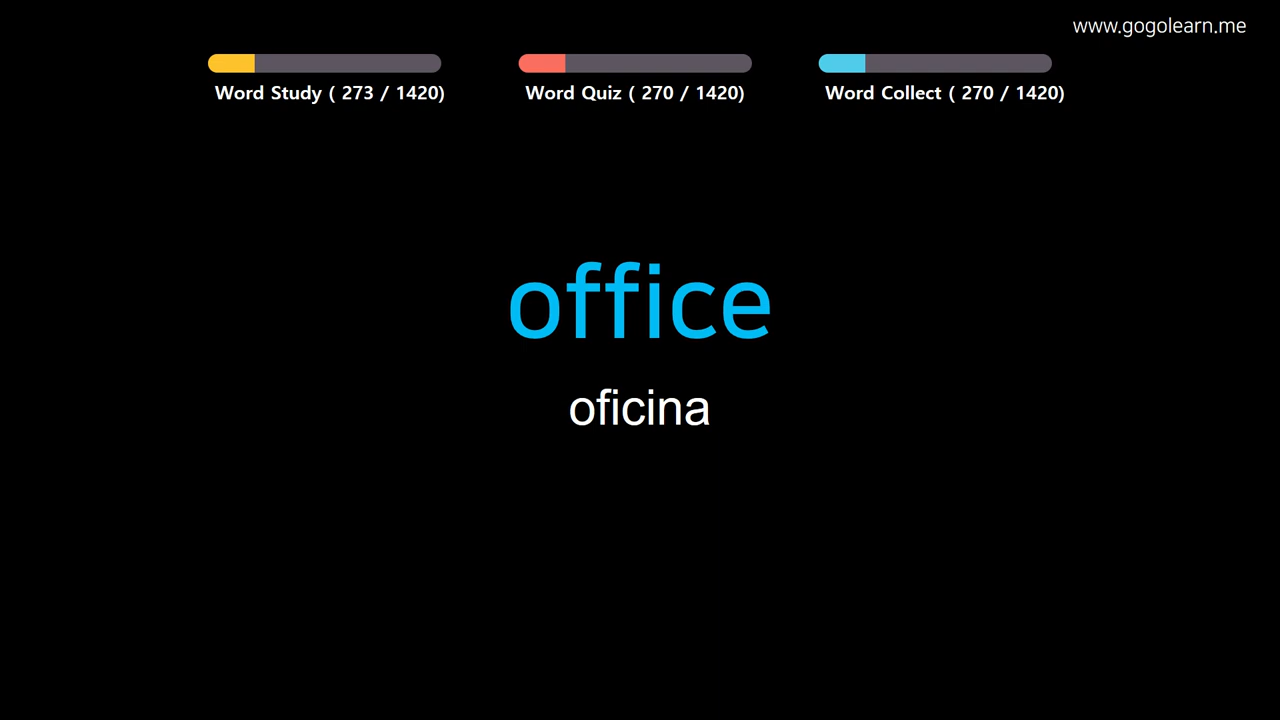 www.gogolearn.me
Word Study ( 273 / 1420)
Word Quiz ( 270 / 1420)
Word Collect ( 270 / 1420)
office
oficina